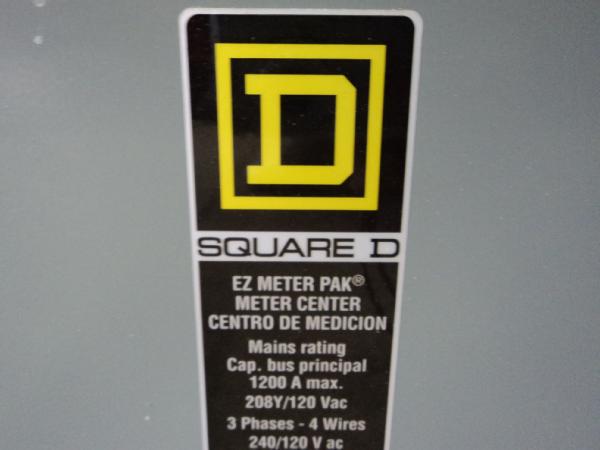 D
SQUARE D
EZ METER PAK®
METER CENTER
CENTRO DE MEDICION
Mains rating
Cap. bus principal
1200 A max.
208Y/120 Vac
3 Phases - 4 Wires
240/120 V ac